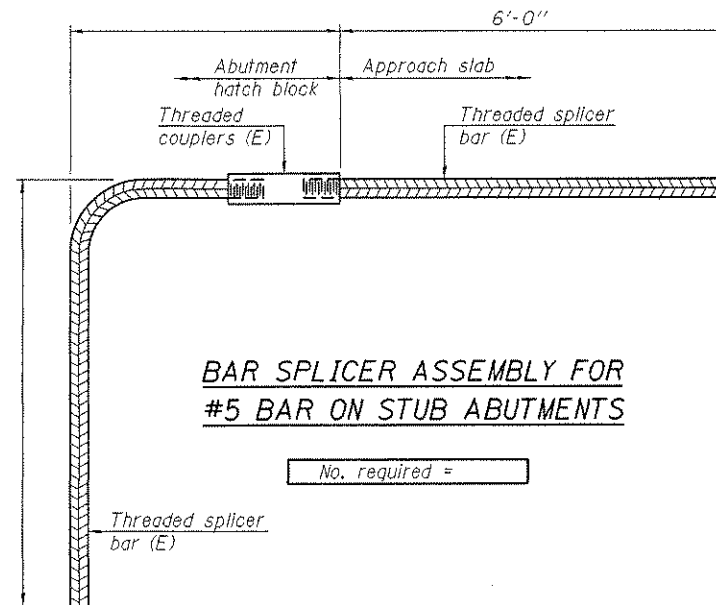 6'-0"
Abutment
hatch block
Approach slab
Threaded
couplers (E)
Threaded splicer
bar (E)
BAR SPLICER ASSEMBLY FOR
#5 BAR ON STUB ABUTMENTS
No. required =
Threaded splicer
bar (E)